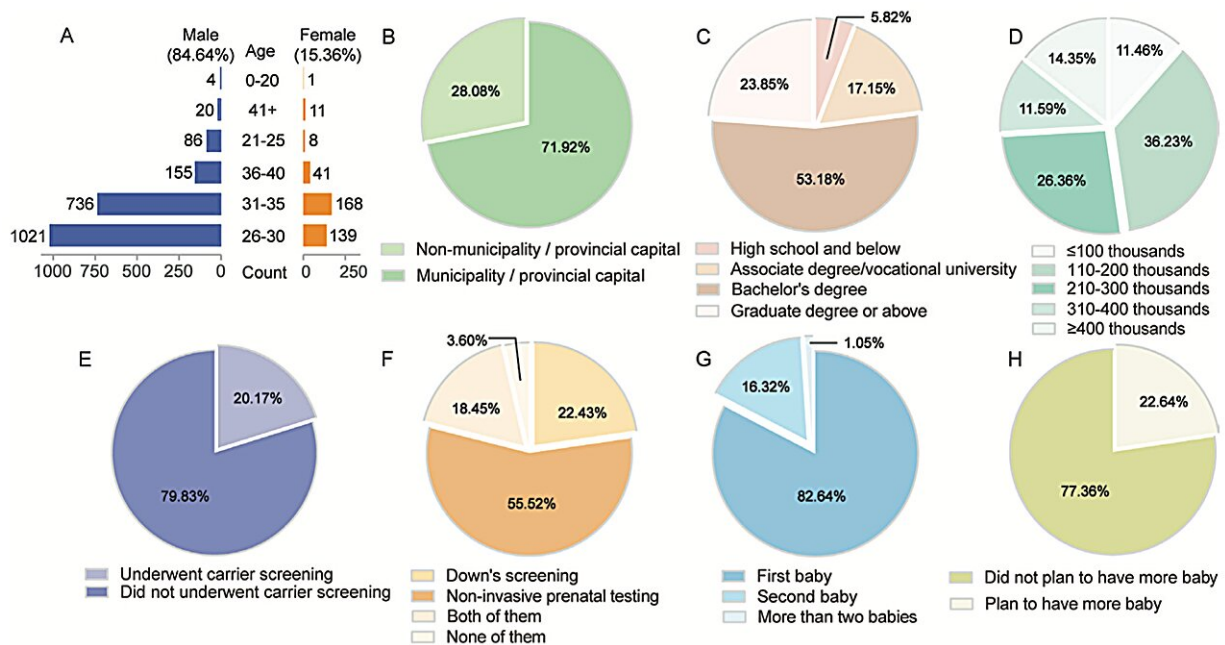 A
Male
(84.64%)
Age
Female
(15.36%)
4 0-20 1
20 41+ 11
86 21-25 8
155 36-40 41
736 31-35 168
1021 26-30 139
1000 750 500 250 0 Count 0 250
B
28.08%
71.92%
Non-municipality / provincial capital
Municipality / provincial capital
C
5.82%
23.85%
17.15%
53.18%
High school and below
Associate degree/vocational university
Bachelor's degree
Graduate degree or above
D
14.35%
11.46%
11.59%
36.23%
26.36%
≤100 thousands
110-200 thousands
210-300 thousands
310-400 thousands
≥400 thousands
E
20.17%
79.83%
Underwent carrier screening
Did not underwent carrier screening
F
3.60%
18.45%
22.43%
55.52%
Down's screening
Non-invasive prenatal testing
Both of them
None of them
G
1.05%
16.32%
82.64%
First baby
Second baby
More than two babies
H
22.64%
77.36%
Did not plan to have more baby
Plan to have more baby